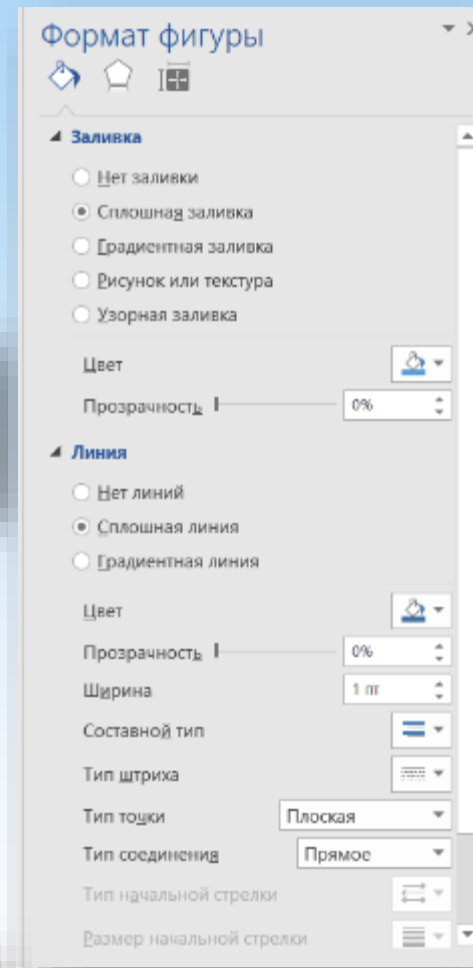 Формат фигуры
Заливка
Нет заливки
Сплошная заливка
Градиентная заливка
Рисунок или текстура
Узорная заливка
Цвет
Прозрачность 0%
Линия
Нет линий
Сплошная линия
Градиентная линия
Цвет
Прозрачность 0%
Ширина 1 пт
Составной тип
Тип штриха
Тип точки Плоская
Тип соединения Прямое
Тип начальной стрелки
Размер начальной стрелки